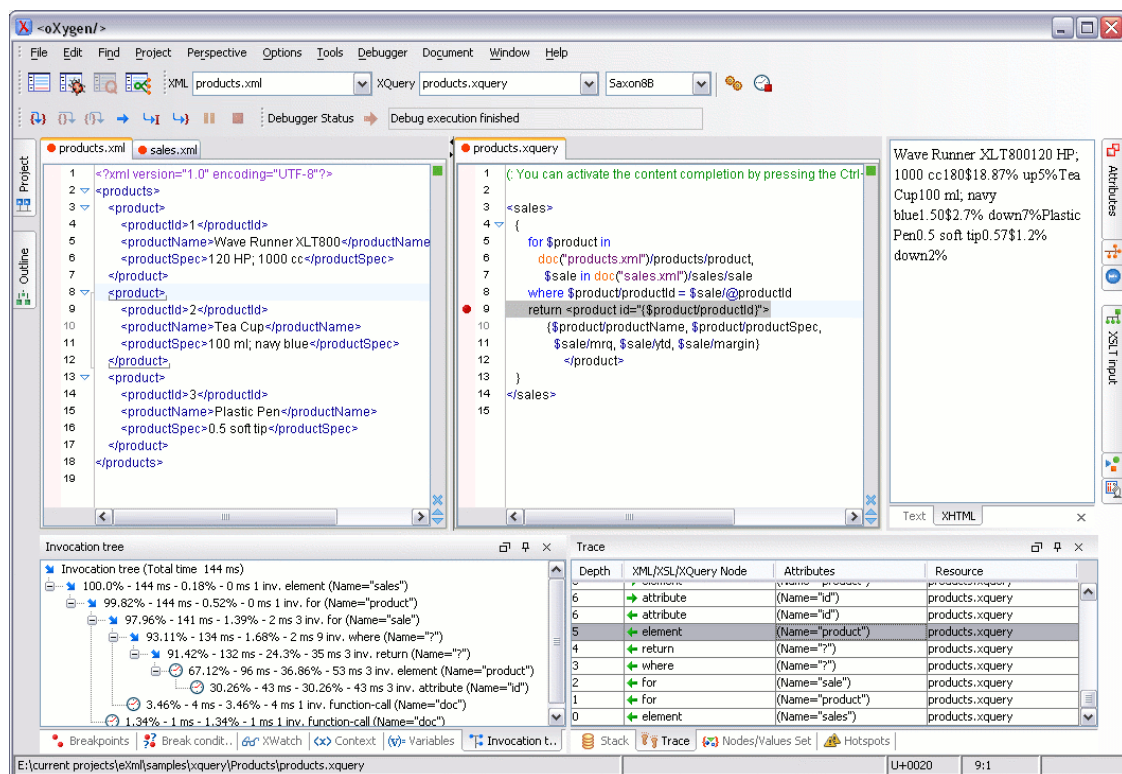 <oXygen/>
File Edit Find Project Perspective Options Tools Debugger Document Window Help
XML products.xml XQuery products.xquery Saxon8B
Debugger Status Debug execution finished
Project
Outline
products.xml sales.xml
1 <?xml version="1.0" encoding="UTF-8"?>
2 <products>
3 <product>
4 <productId>1</productId>
5 <productName>Wave Runner XLT800</productName
6 <productSpec>120 HP; 1000 cc</productSpec>
7 </product>
8 <product>
9 <productId>2</productId>
10 <productName>Tea Cup</productName>
11 <productSpec>100 ml; navy blue</productSpec>
12 </product>
13 <product>
14 <productId>3</productId>
15 <productName>Plastic Pen</productName>
16 <productSpec>0.5 soft tip</productSpec>
17 </product>
18 </products>
19
products.xquery
1 (: You can activate the content completion by pressing the Ctrl-
2
3 <sales>
4 {
5 for $product in
6 doc("products.xml")/products/product,
7 $sale in doc("sales.xml")/sales/sale
8 where $product/productId = $sale/@productId
9 return <product id="{$product/productId}">
10 {$product/productName, $product/productSpec,
11 $sale/mrq, $sale/ytd, $sale/margin}
12 </product>
13 }
14 </sales>
15
Wave Runner XLT800120 HP;
1000 cc180$18.87% up5%Tea
Cup100 ml; navy
blue1.50$2.7% down7%Plastic
Pen0.5 soft tip0.57$1.2%
down2%
Text XHTML
Attributes
XSLT input
Invocation tree
Invocation tree (Total time 144 ms)
100.0% - 144 ms - 0.18% - 0 ms 1 inv. element (Name="sales")
99.82% - 144 ms - 0.52% - 0 ms 1 inv. for (Name="product")
97.96% - 141 ms - 1.39% - 2 ms 3 inv. for (Name="sale")
93.11% - 134 ms - 1.68% - 2 ms 9 inv. where (Name="?")
91.42% - 132 ms - 24.3% - 35 ms 3 inv. return (Name="?")
67.12% - 96 ms - 36.86% - 53 ms 3 inv. element (Name="product")
30.26% - 43 ms - 30.26% - 43 ms 3 inv. attribute (Name="id")
3.46% - 4 ms - 3.46% - 4 ms 1 inv. function-call (Name="doc")
1.34% - 1 ms - 1.34% - 1 ms 1 inv. function-call (Name="doc")
Breakpoints Break condit.. XWatch Context Variables Invocation t..
Trace
Depth XML/XSL/XQuery Node Attributes Resource
6 attribute (Name="id") products.xquery
6 attribute (Name="id") products.xquery
5 element (Name="product") products.xquery
4 return (Name="?") products.xquery
3 where (Name="?") products.xquery
2 for (Name="sale") products.xquery
1 for (Name="product") products.xquery
0 element (Name="sales") products.xquery
Stack Trace Nodes/Values Set Hotspots
E:\current projects\eXml\samples\xquery\Products\products.xquery U+0020 9:1